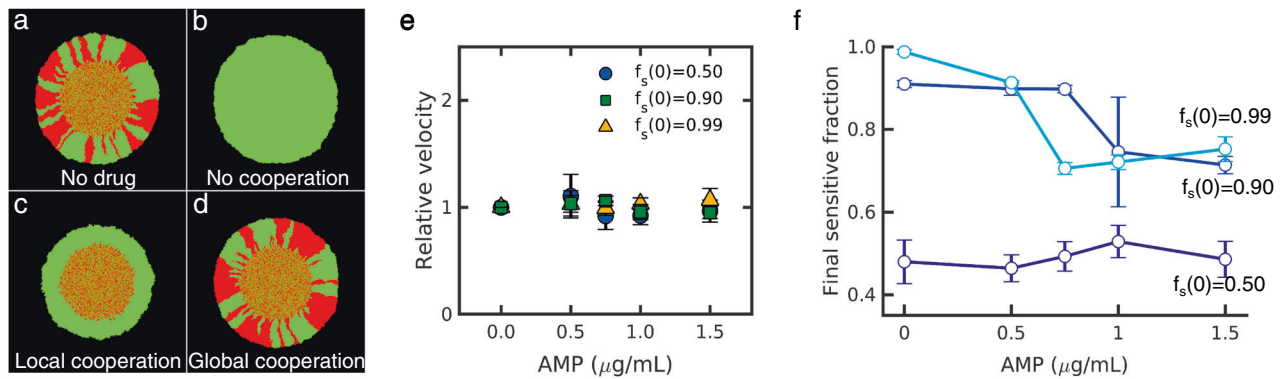 a
No drug
b
No cooperation
c
Local cooperation
d
Global cooperation
e
Relative velocity
2
1
0
f_s(0)=0.50
f_s(0)=0.90
f_s(0)=0.99
0.0 0.5 1.0 1.5
AMP (μg/mL)
f
Final sensitive fraction
1.0
0.8
0.6
0.4
f_s(0)=0.99
f_s(0)=0.90
f_s(0)=0.50
0 0.5 1 1.5
AMP (μg/mL)